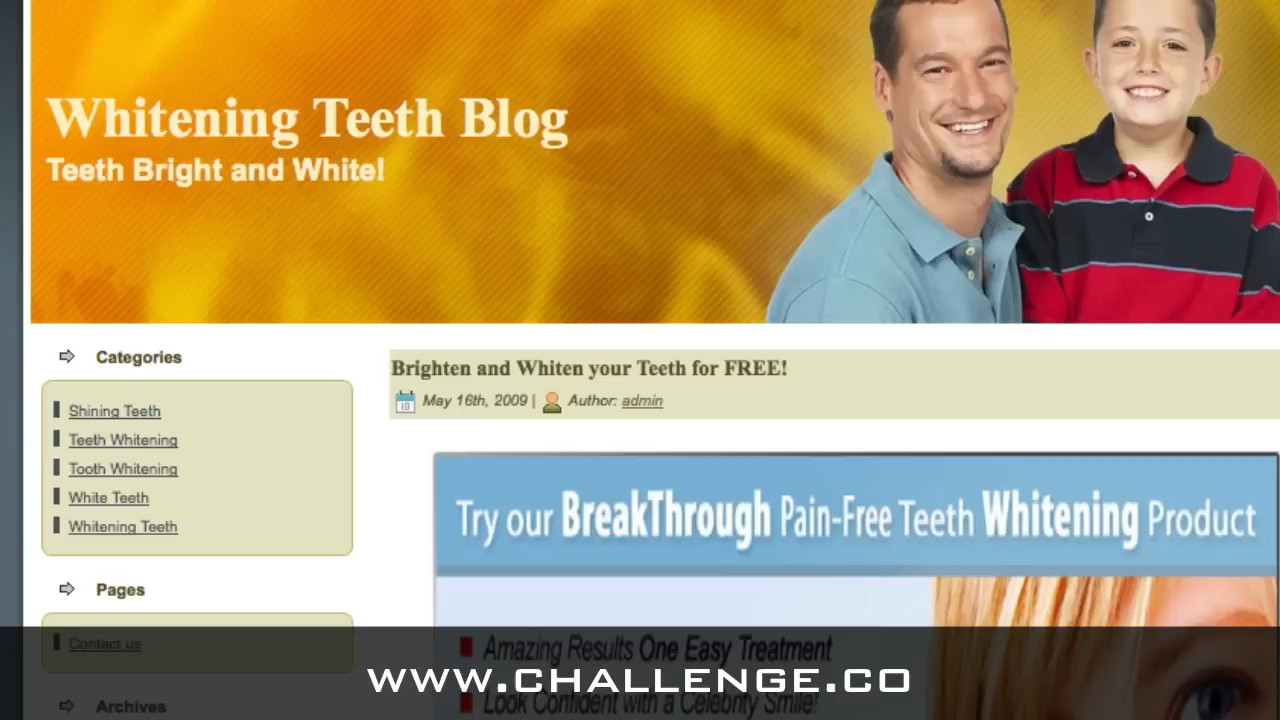 Whitening Teeth Blog
Teeth Bright and White!
Categories
Shining Teeth
Teeth Whitening
Tooth Whitening
White Teeth
Whitening Teeth
Pages
Contact us
Archives
Brighten and Whiten your Teeth for FREE!
10 May 16th, 2009 | Author: admin
Try our BreakThrough Pain-Free Teeth Whitening Product
Amazing Results One Easy Treatment
Look Confident with a Celebrity Smile!
WWW.CHALLENGE.CO